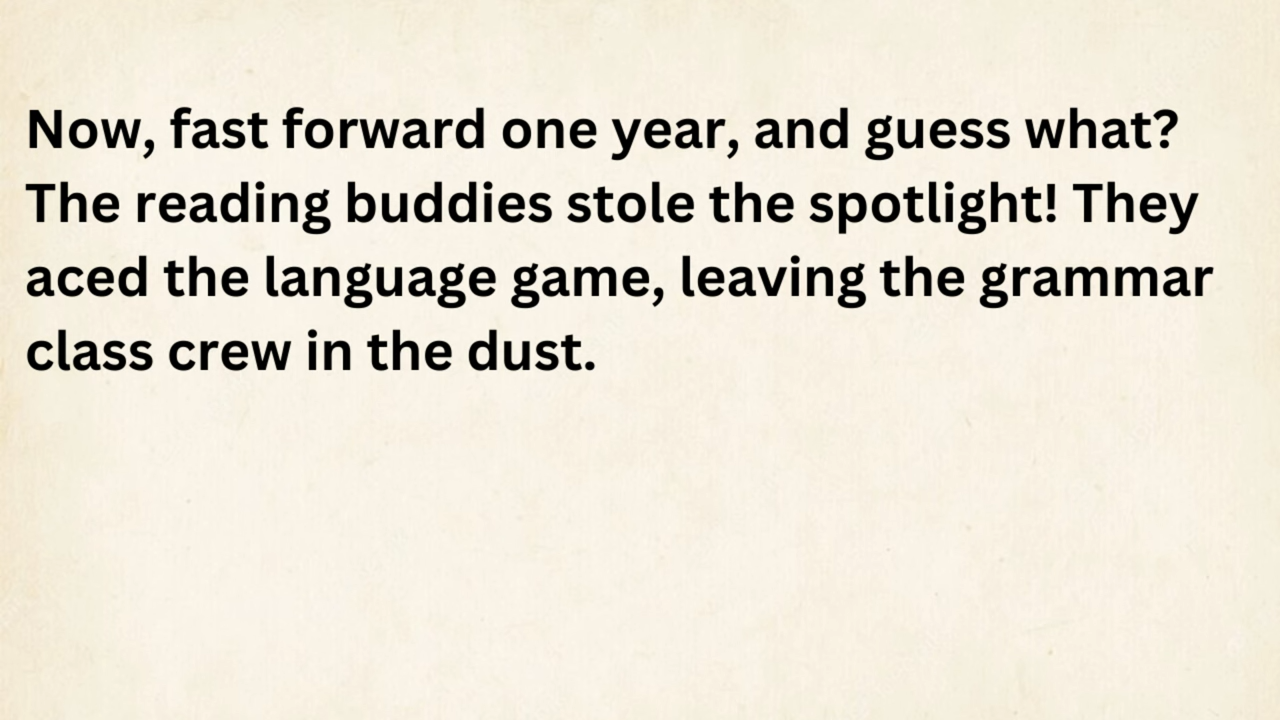 Now, fast forward one year, and guess what?
The reading buddies stole the spotlight! They
aced the language game, leaving the grammar
class crew in the dust.